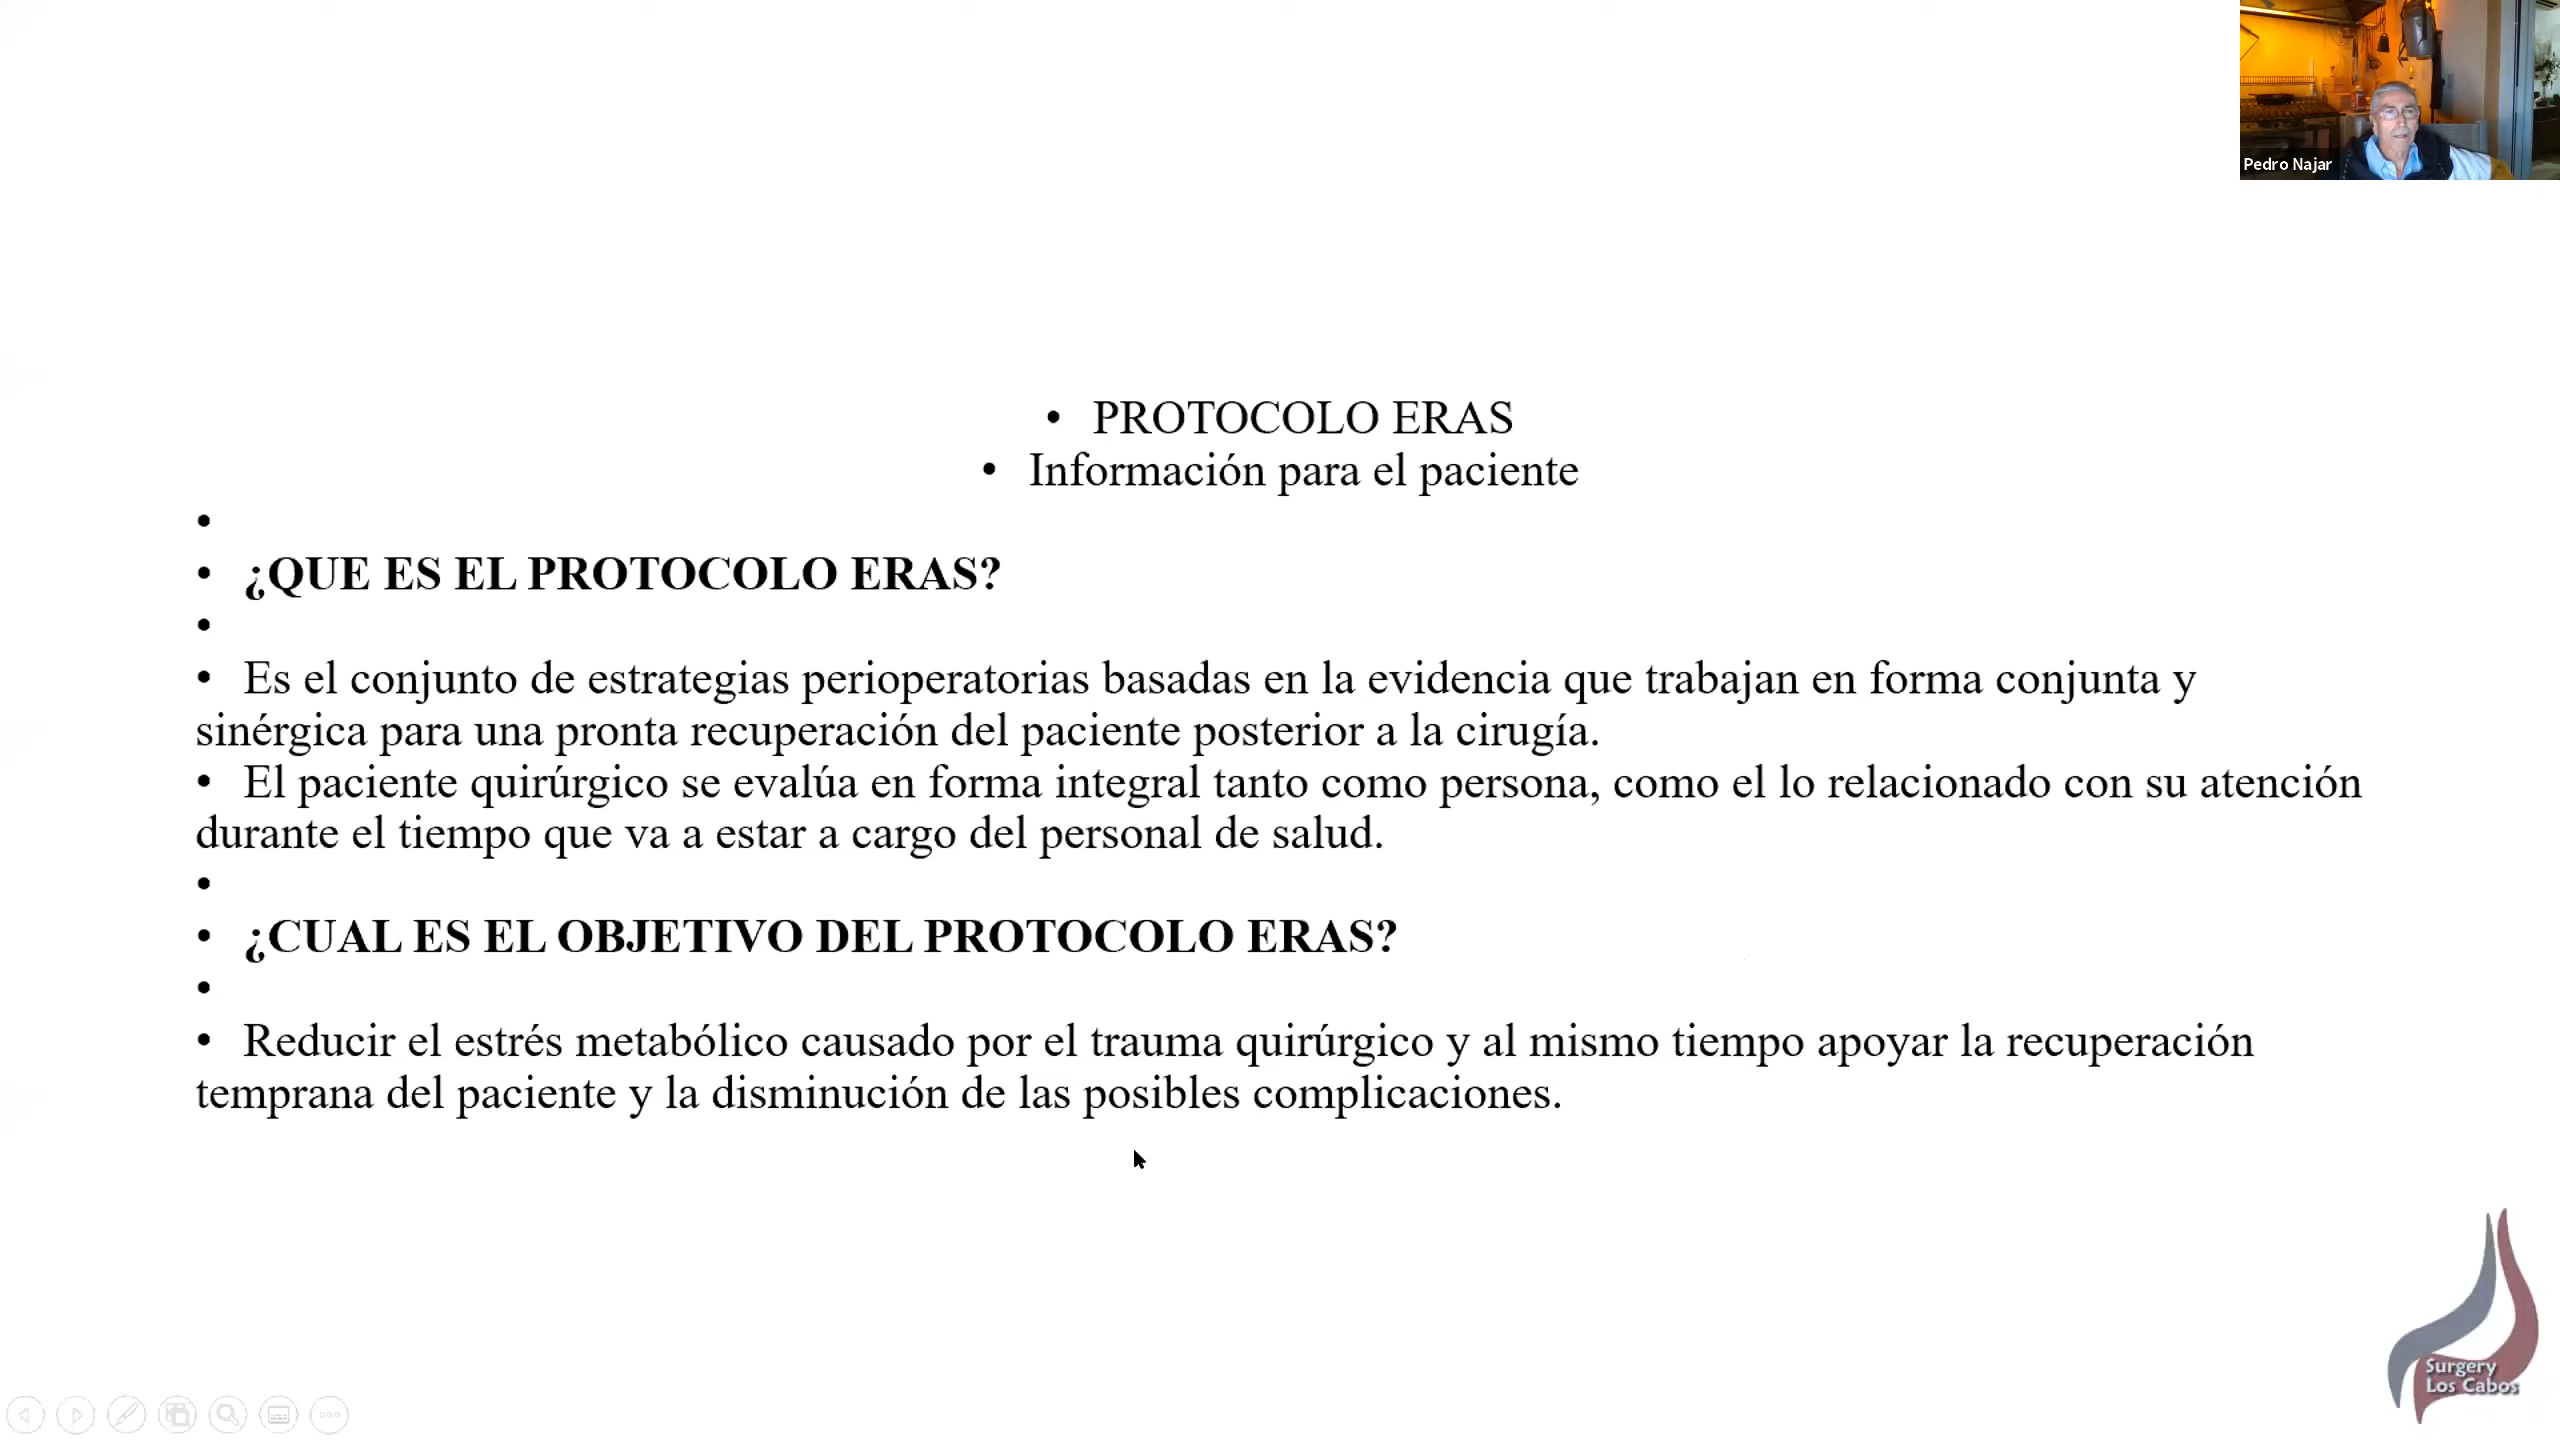 Pedro Najar
• PROTOCOLO ERAS
• Información para el paciente
•
• ¿QUE ES EL PROTOCOLO ERAS?
•
• Es el conjunto de estrategias perioperatorias basadas en la evidencia que trabajan en forma conjunta y
sinérgica para una pronta recuperación del paciente posterior a la cirugía.
• El paciente quirúrgico se evalúa en forma integral tanto como persona, como el lo relacionado con su atención
durante el tiempo que va a estar a cargo del personal de salud.
•
• ¿CUAL ES EL OBJETIVO DEL PROTOCOLO ERAS?
•
• Reducir el estrés metabólico causado por el trauma quirúrgico y al mismo tiempo apoyar la recuperación
temprana del paciente y la disminución de las posibles complicaciones.
Surgery
Los Cabos